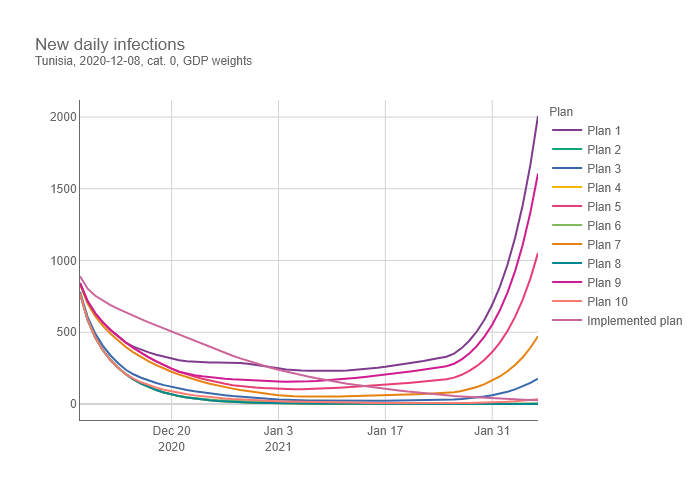 New daily infections
Tunisia, 2020-12-08, cat. 0, GDP weights
2000
1500
1000
500
0
Dec 20
2020
Jan 3
2021
Jan 17
Jan 31
Plan
Plan 1
Plan 2
Plan 3
Plan 4
Plan 5
Plan 6
Plan 7
Plan 8
Plan 9
Plan 10
Implemented plan